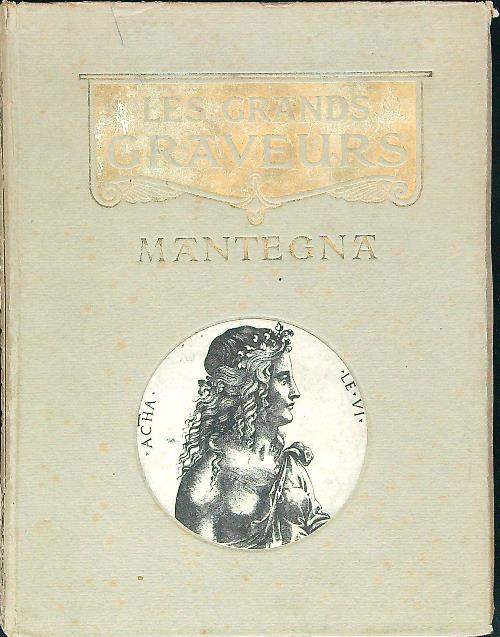 LES GRANDS
GRAVEURS
MANTEGNA
·ACHA·
·LE·VI·